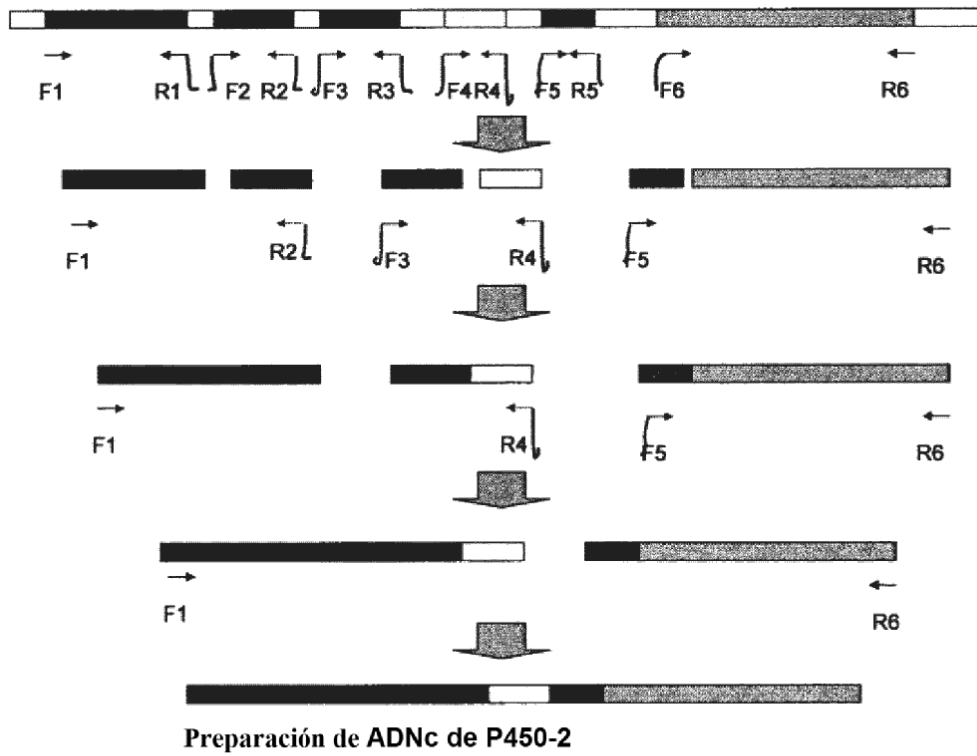 F1 R1 F2 R2 F3 R3 F4 R4 F5 R5 F6 R6
F1 R2 F3 R4 F5 R6
F1 R4 F5 R6
F1 R6
Preparación de ADNc de P450-2